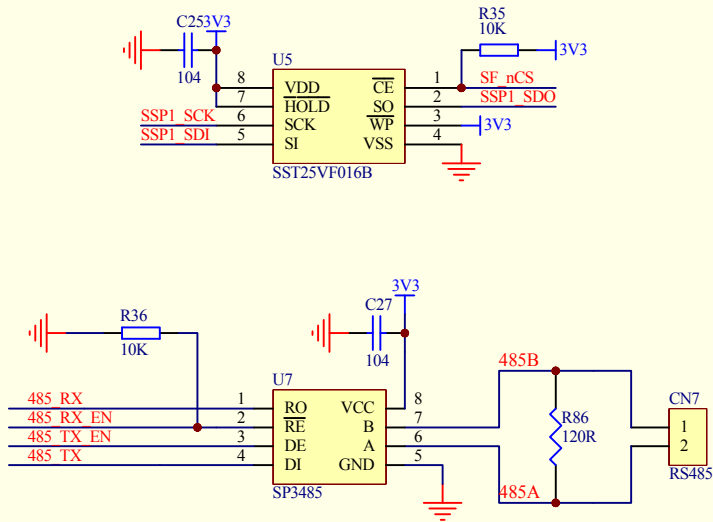 C25
3V3
104
R35
10K
3V3
U5
8 VDD CE 1
SF_nCS
7 HOLD SO 2
SSP1_SDO
SSP1_SCK
6 SCK WP 3
3V3
SSP1_SDI
5 SI VSS 4
SST25VF016B
3V3
C27
104
R36
10K
U7
485_RX
1 RO VCC 8
485_RX_EN
2 RE B 7
485_TX_EN
3 DE A 6
485_TX
4 DI GND 5
SP3485
485B
R86
120R
485A
CN7
1
2
RS485